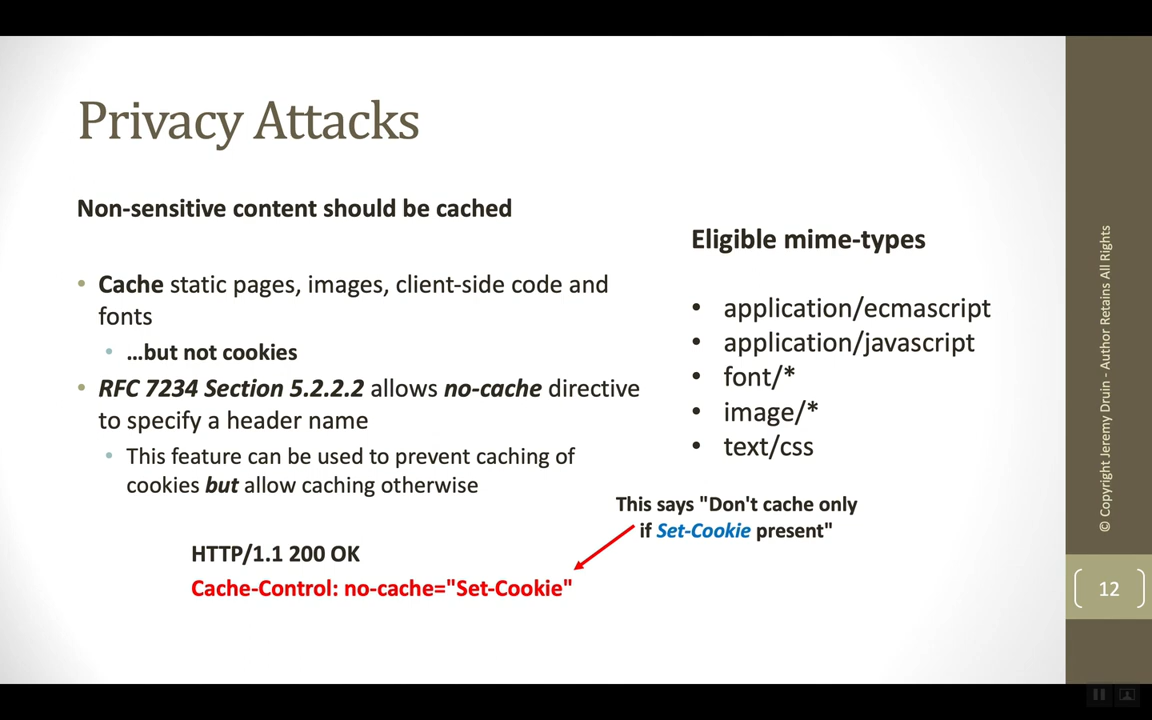 Privacy Attacks
Non-sensitive content should be cached
• Cache static pages, images, client-side code and
fonts
• …but not cookies
• RFC 7234 Section 5.2.2.2 allows no-cache directive
to specify a header name
• This feature can be used to prevent caching of
cookies but allow caching otherwise
HTTP/1.1 200 OK
Cache-Control: no-cache="Set-Cookie"
Eligible mime-types
• application/ecmascript
• application/javascript
• font/*
• image/*
• text/css
This says "Don't cache only
if Set-Cookie present"
© Copyright Jeremy Druin - Author Retains All Rights
12